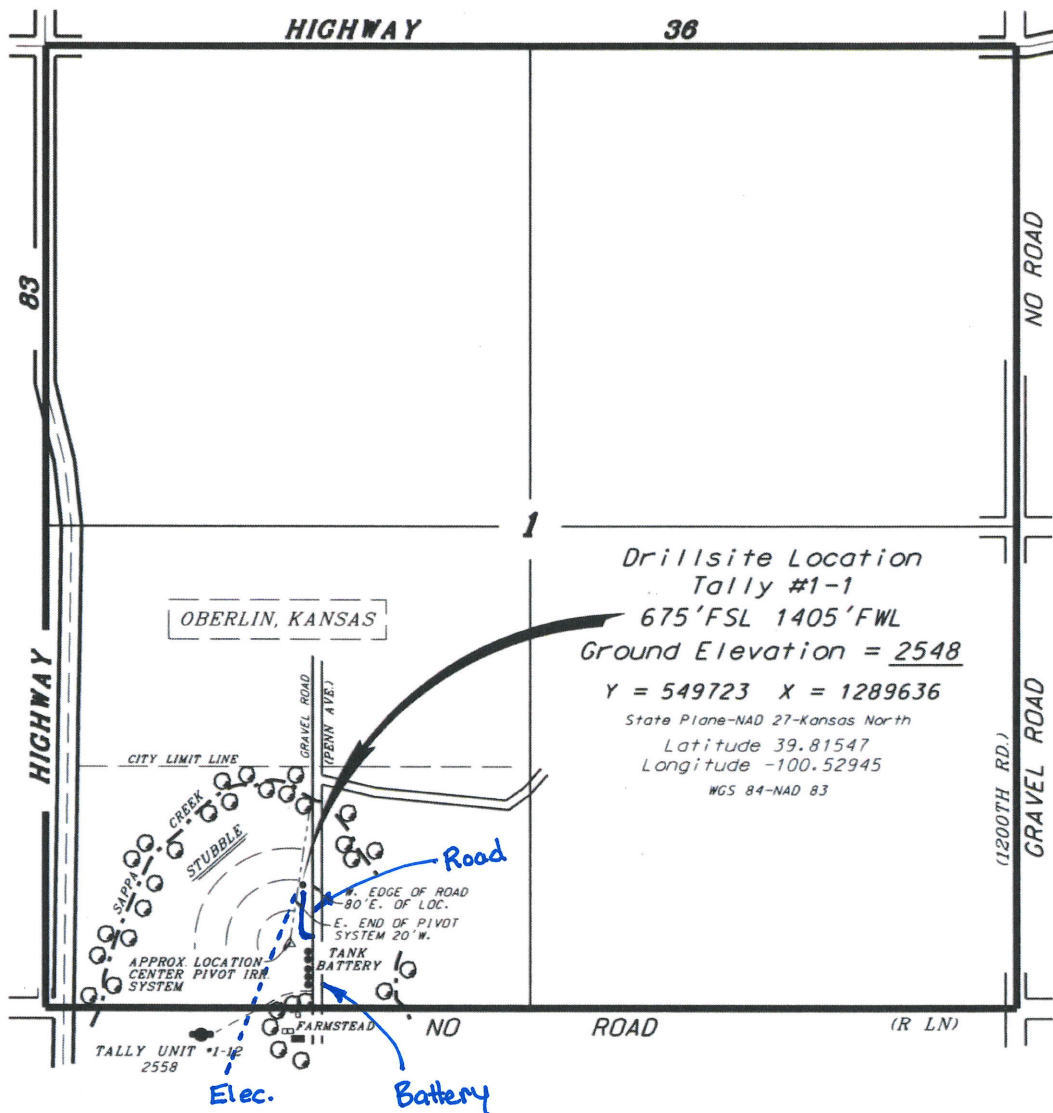 HIGHWAY 36
83
NO ROAD
1
Drillsite Location
Tally #1-1
675'FSL 1405'FWL
Ground Elevation = 2548
Y = 549723 X = 1289636
State Plane-NAD 27-Kansas North
Latitude 39.81547
Longitude -100.52945
WGS 84-NAD 83
OBERLIN, KANSAS
HIGHWAY
GRAVEL ROAD
(PENN AVE.)
CITY LIMIT LINE
(1200TH RD.)
GRAVEL ROAD
SAPPA CREEK
STUBBLE
Road
W. EDGE OF ROAD
80'E. OF LOC.
E. END OF PIVOT
SYSTEM 20'W.
APPROX. LOCATION
CENTER PIVOT IRR.
SYSTEM
TANK
BATTERY
FARMSTEAD
NO ROAD
(R LN)
TALLY UNIT #1-12
2558
Elec.
Battery